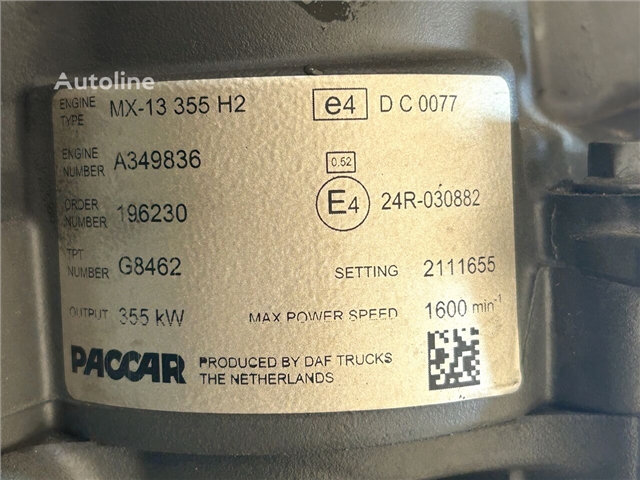 Autoline
ENGINE TYPE MX-13 355 H2 e4 D C 0077
ENGINE NUMBER A349836 0.52
ORDER NUMBER 196230 E4 24R-030882
TPT NUMBER G8462 SETTING 2111655
OUTPUT 355 kW MAX POWER SPEED 1600 min⁻¹
PACCAR PRODUCED BY DAF TRUCKS
THE NETHERLANDS